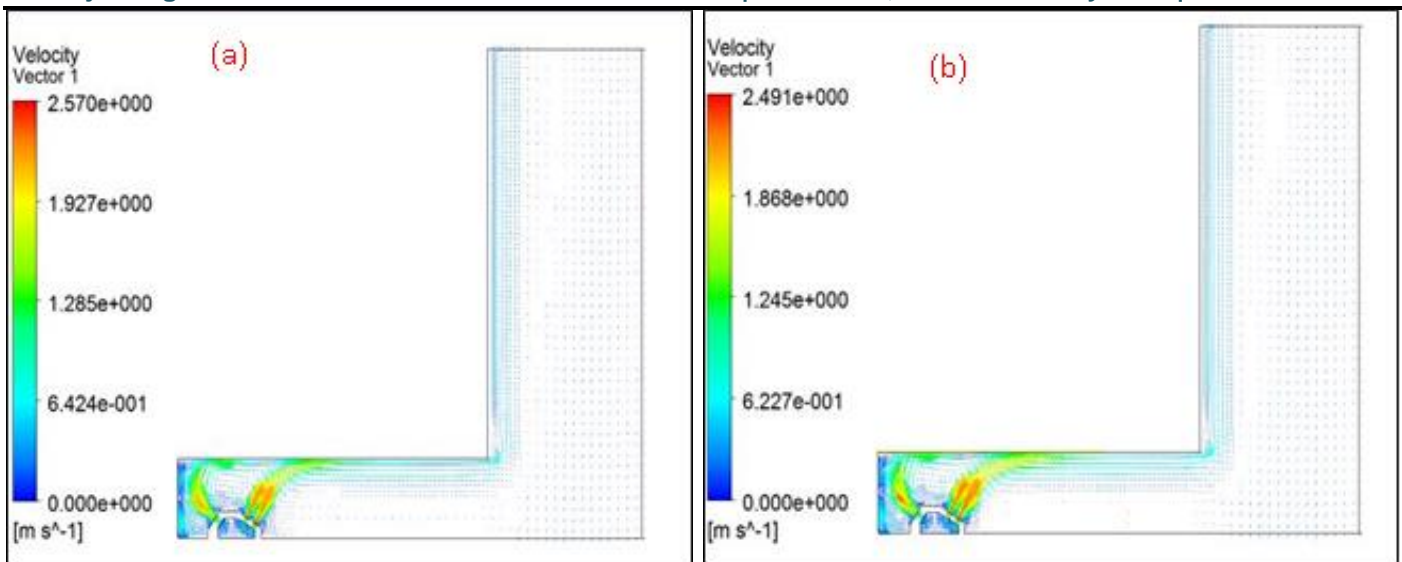 (a)
Velocity
Vector 1
2.570e+000
1.927e+000
1.285e+000
6.424e-001
0.000e+000
[m s^-1]
(b)
Velocity
Vector 1
2.491e+000
1.868e+000
1.245e+000
6.227e-001
0.000e+000
[m s^-1]